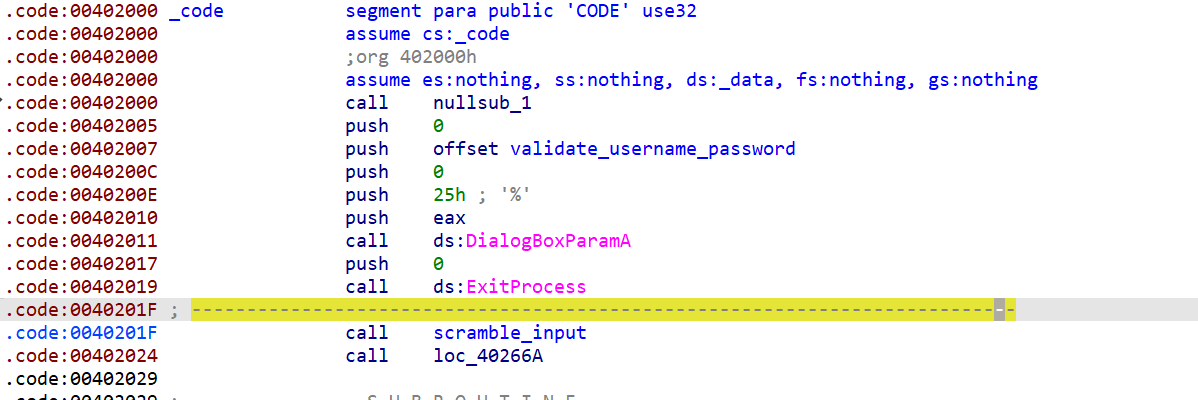 .code:00402000 _code segment para public 'CODE' use32
.code:00402000 assume cs:_code
.code:00402000 ;org 402000h
.code:00402000 assume es:nothing, ss:nothing, ds:_data, fs:nothing, gs:nothing
.code:00402000 call nullsub_1
.code:00402005 push 0
.code:00402007 push offset validate_username_password
.code:0040200C push 0
.code:0040200E push 25h ; '%'
.code:00402010 push eax
.code:00402011 call ds:DialogBoxParamA
.code:00402017 push 0
.code:00402019 call ds:ExitProcess
.code:0040201F ; ---------------------------------------------------------------------------
.code:0040201F call scramble_input
.code:00402024 call loc_40266A
.code:00402029
.code:00402029 ; S U B R O U T I N E